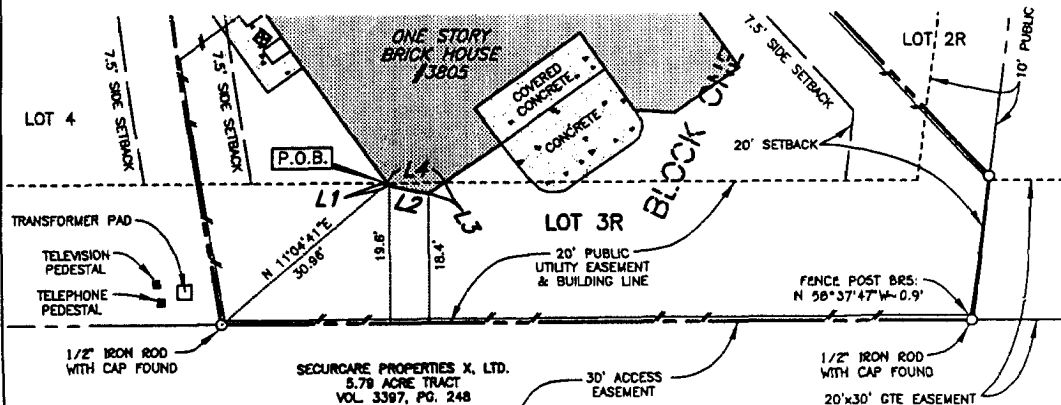 ONE STORY
BRICK HOUSE
#3805
7.5' SIDE SETBACK
LOT 2R
10' PUBLIC
LOT 4
7.5' SIDE SETBACK
7.5' SIDE SETBACK
COVERED
CONCRETE
CONCRETE
BLOCK ONE
20' SETBACK
P.O.B.
L4
L1
L2
L3
LOT 3R
TRANSFORMER PAD
TELEVISION
PEDESTAL
TELEPHONE
PEDESTAL
N 11°04'41"E
30.96'
19.6'
18.4'
20' PUBLIC
UTILITY EASEMENT
& BUILDING LINE
FENCE POST BRS:
N 56°37'47"W~0.9'
1/2" IRON ROD
WITH CAP FOUND
SECURCARE PROPERTIES X, LTD.
5.79 ACRE TRACT
VOL. 3397, PG. 248
30' ACCESS
EASEMENT
1/2" IRON ROD
WITH CAP FOUND
20'x30' GTE EASEMENT